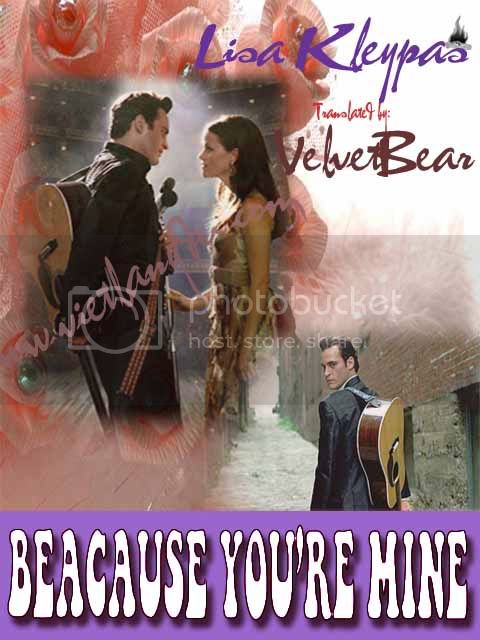 Lisa Kleypas
Translated by:
VelvetBear
photobucket
host. store. share.
BEACAUSE YOU'RE MINE